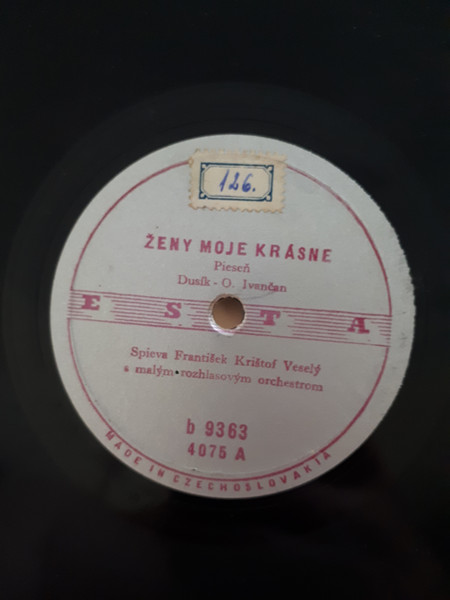 126.
ŽENY MOJE KRÁSNE
Pieseň
Dusík - O. Ivančan
ESTA
Spieva František Krištof Veselý
s malým rozhlasovým orchestrom
b 9363
4075 A
MADE IN CZECHOSLOVAKIA